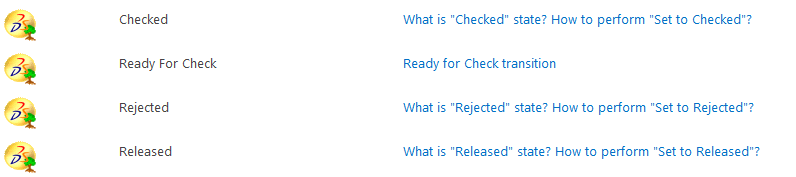 Checked What is "Checked" state? How to perform "Set to Checked"?
Ready For Check Ready for Check transition
Rejected What is "Rejected" state? How to perform "Set to Rejected"?
Released What is "Released" state? How to perform "Set to Released"?